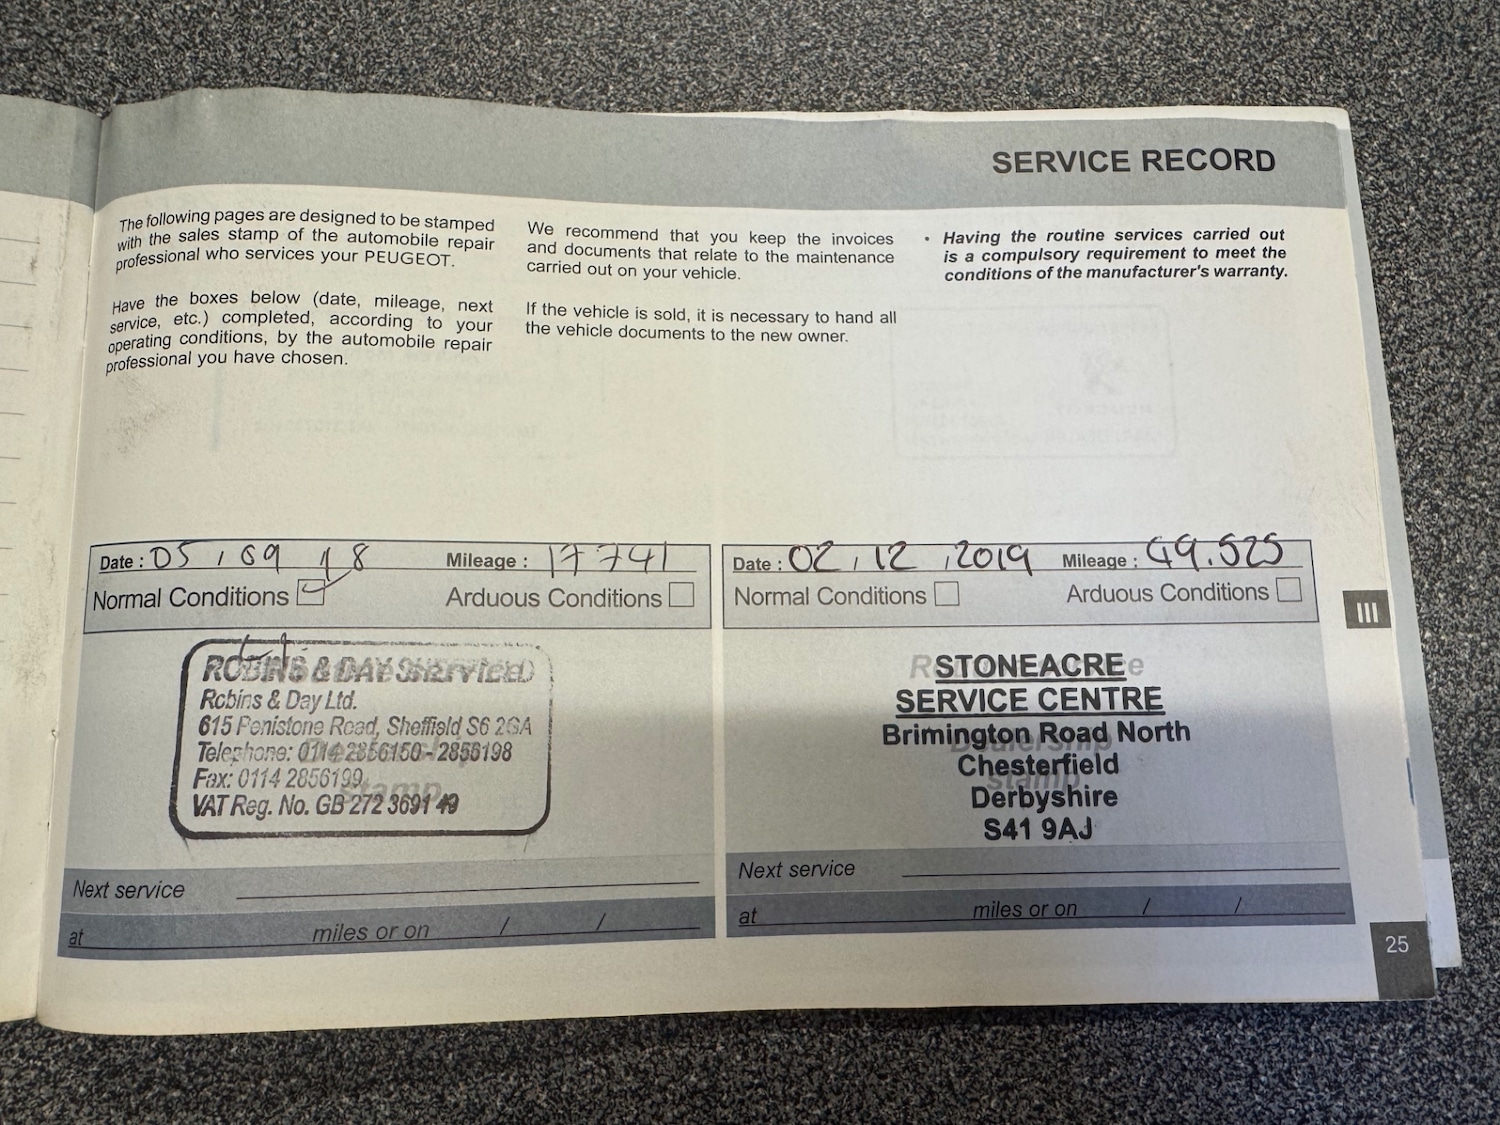 SERVICE RECORD
The following pages are designed to be stamped
with the sales stamp of the automobile repair
professional who services your PEUGEOT.
Have the boxes below (date, mileage, next
service, etc.) completed, according to your
operating conditions, by the automobile repair
professional you have chosen.
We recommend that you keep the invoices
and documents that relate to the maintenance
carried out on your vehicle.
If the vehicle is sold, it is necessary to hand all
the vehicle documents to the new owner.
• Having the routine services carried out
is a compulsory requirement to meet the
conditions of the manufacturer's warranty.
Date : 05 / 09 / 18 Mileage : 17741
Normal Conditions Arduous Conditions
ROBINS & DAY SHEFFIELD
Robins & Day Ltd.
615 Penistone Road, Sheffield S6 2GA
Telephone: 0114 2856150 - 2856198
Fax: 0114 2856199
VAT Reg. No. GB 272 3691 49
stamp
Next service
at miles or on / /
Date : 02 / 12 / 2019 Mileage : 49.525
Normal Conditions Arduous Conditions
STONEACRE
SERVICE CENTRE
Brimington Road North
Dealership
Chesterfield
stamp
Derbyshire
S41 9AJ
Next service
at miles or on / /
III
25